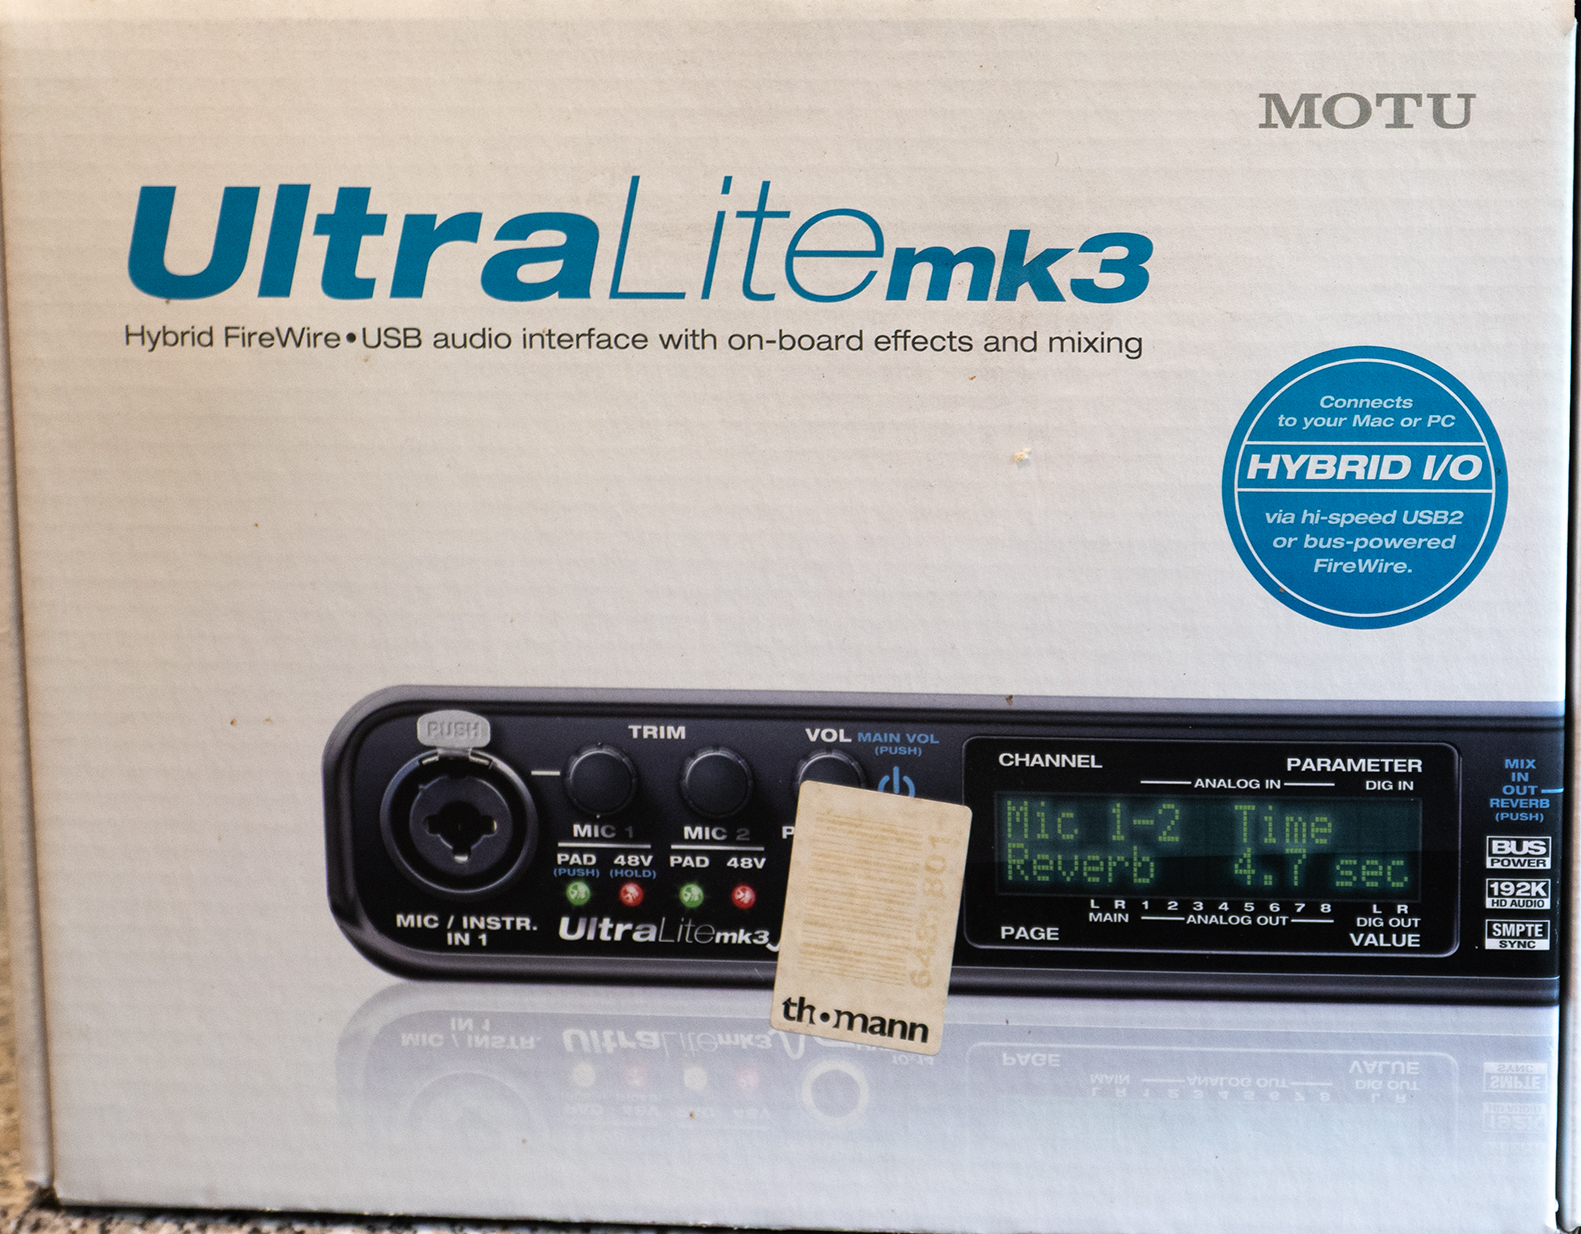 MOTU
UltraLitemk3
Hybrid FireWire•USB audio interface with on-board effects and mixing
Connects
to your Mac or PC
HYBRID I/O
via hi-speed USB2
or bus-powered
FireWire.
PUSH
TRIM
VOL MAIN VOL
(PUSH)
MIC 1 MIC 2 P
PAD 48V PAD 48V
(PUSH) (HOLD)
MIC / INSTR.
IN 1
UltraLitemk3
CHANNEL PARAMETER
ANALOG IN DIG IN
Mic 1-2 Time
Reverb 4.7 sec
L R 1 2 3 4 5 6 7 8 L R
MAIN ANALOG OUT DIG OUT
PAGE VALUE
MIX
IN
OUT
REVERB
(PUSH)
BUS
POWER
192K
HD AUDIO
SMPTE
SYNC
th•mann